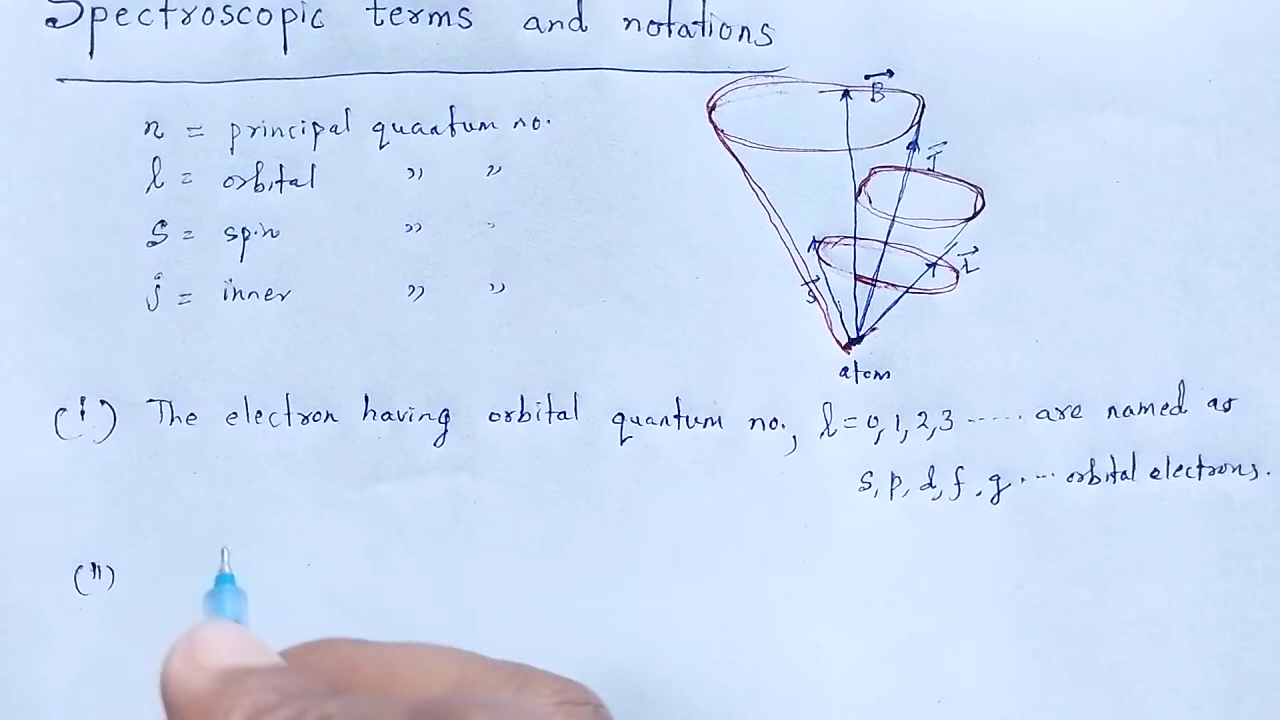 Spectroscopic terms and notations
n = principal quantum no.
l = orbital " "
s = spin " "
j = inner " "
B
I
L
S
atom
(i) The electron having orbital quantum no., l=0,1,2,3 ...... are named as
s, p, d, f, g .... orbital electrons.
(ii)